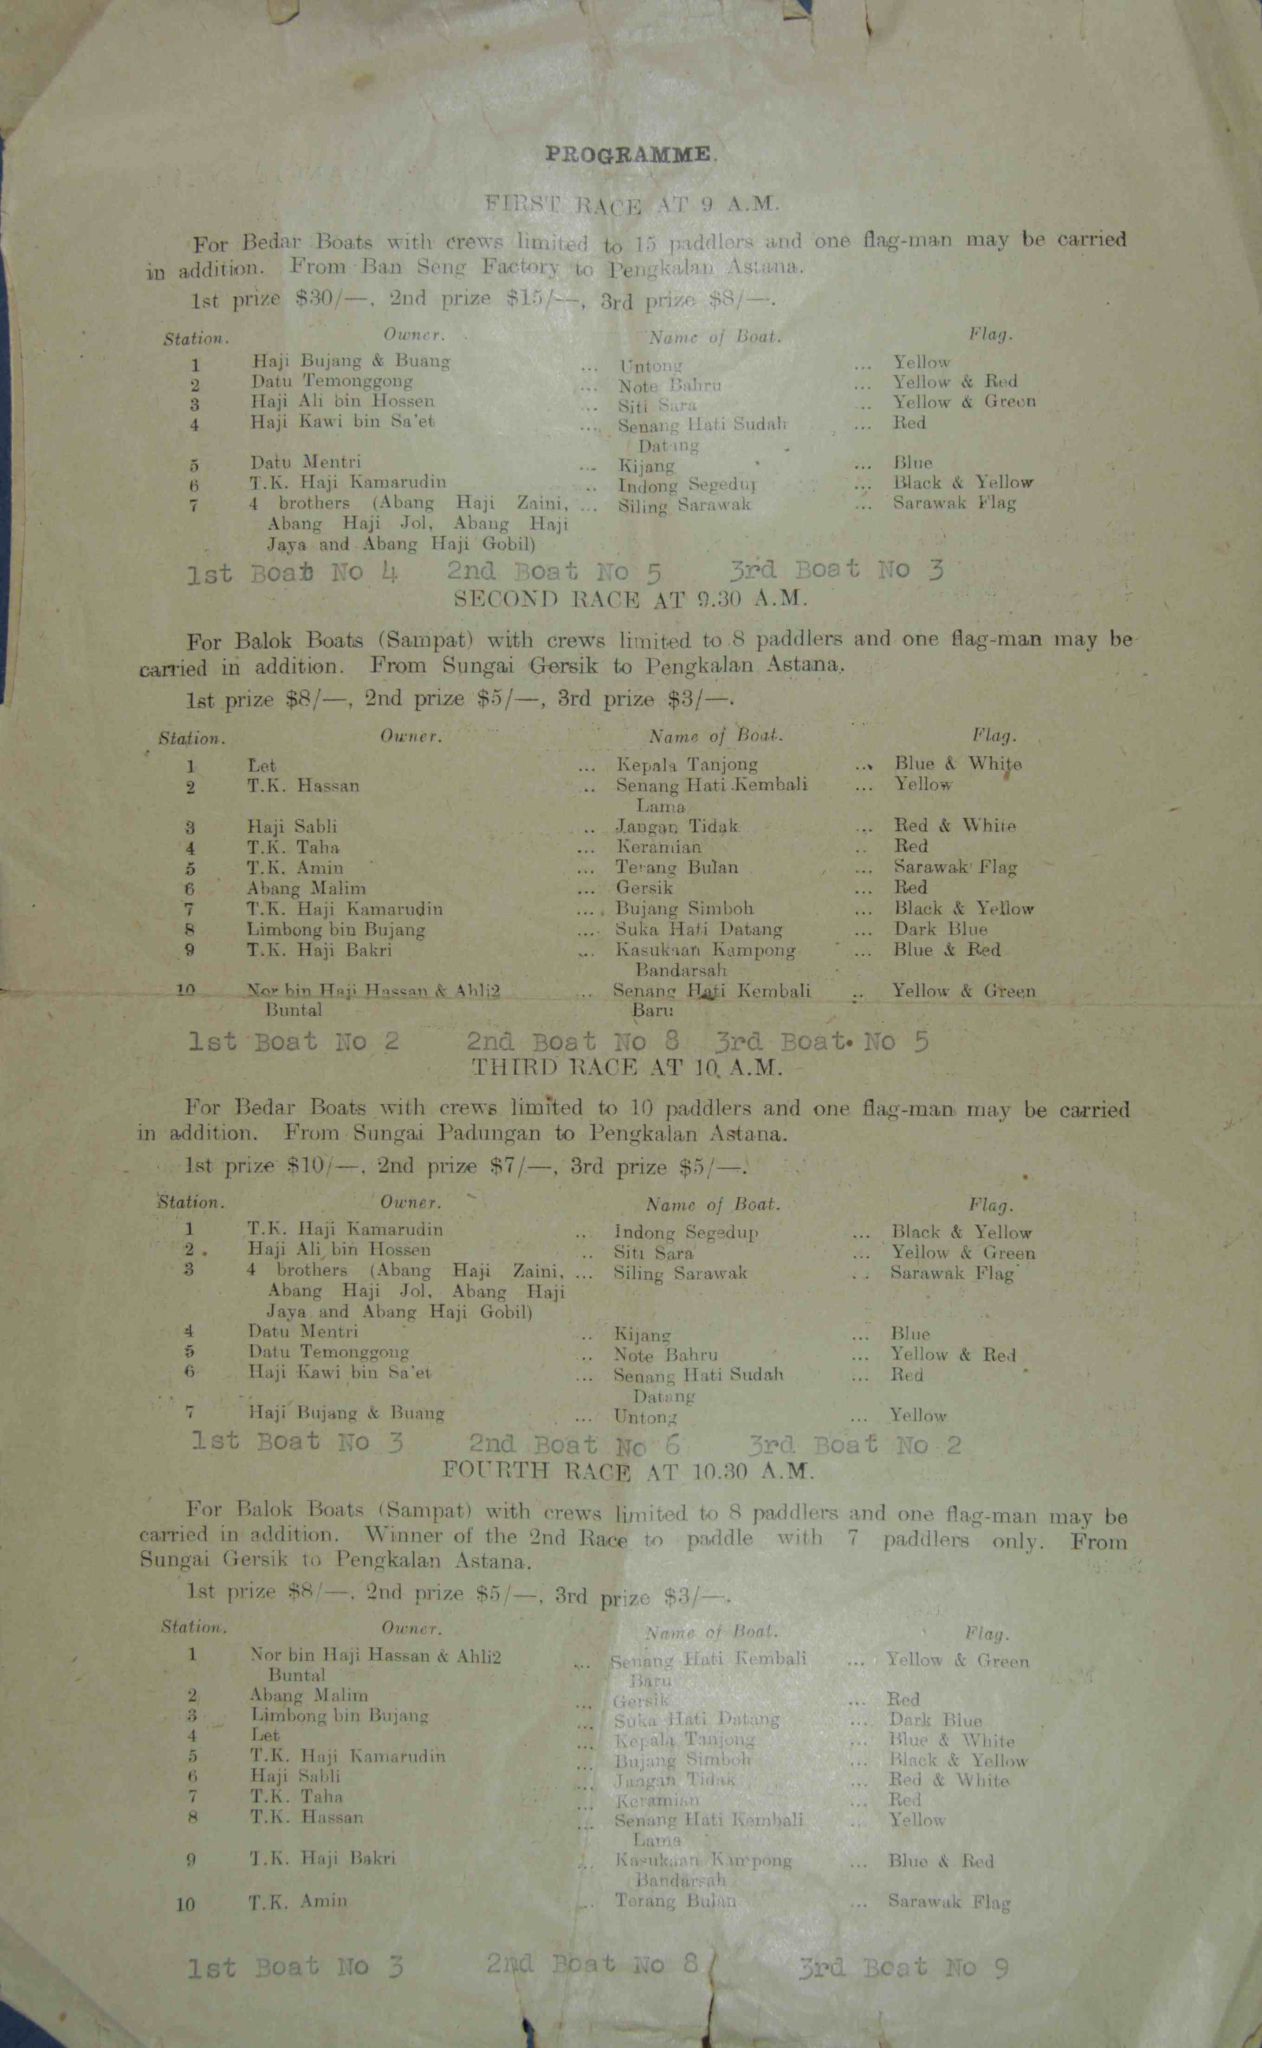 PROGRAMME.
FIRST RACE AT 9 A.M.
For Bedar Boats with crews limited to 15 paddlers and one flag-man may be carried
in addition. From Ban Seng Factory to Pengkalan Astana.
1st prize $30/—, 2nd prize $15/—, 3rd prize $8/—.
Station. Owner. Name of Boat. Flag.
1 Haji Bujang & Buang ... Untong ... Yellow
2 Datu Temonggong ... Note Bahru ... Yellow & Red
3 Haji Ali bin Hossen .. Siti Sara .. Yellow & Green
4 Haji Kawi bin Sa'et ... Senang Hati Sudah ... Red
Datang
5 Datu Mentri ... Kijang ... Blue
6 T.K. Haji Kamarudin .. Indong Segedup ... Black & Yellow
7 4 brothers (Abang Haji Zaini, ... Siling Sarawak ... Sarawak Flag
Abang Haji Jol, Abang Haji
Jaya and Abang Haji Gobil)
1st Boat No 4 2nd Boat No 5 3rd Boat No 3
SECOND RACE AT 9.30 A.M.
For Balok Boats (Sampat) with crews limited to 8 paddlers and one flag-man may be
carried in addition. From Sungai Gersik to Pengkalan Astana.
1st prize $8/—, 2nd prize $5/—, 3rd prize $3/—.
Station. Owner. Name of Boat. Flag.
1 Let ... Kepala Tanjong ... Blue & White
2 T.K. Hassan .. Senang Hati Kembali ... Yellow
Lama
3 Haji Sabli .. Jangan Tidak ... Red & White
4 T.K. Taha ... Keramian .. Red
5 T.K. Amin ... Terang Bulan ... Sarawak Flag
6 Abang Malim ... Gersik ... Red
7 T.K. Haji Kamarudin ... Bujang Simboh ... Black & Yellow
8 Limbong bin Bujang ... Suka Hati Datang ... Dark Blue
9 T.K. Haji Bakri ... Kasukaan Kampong ... Blue & Red
Bandarsah
10 Nor bin Haji Hassan & Ahli2 .. Senang Hati Kembali .. Yellow & Green
Buntal Baru
1st Boat No 2 2nd Boat No 8 3rd Boat No 5
THIRD RACE AT 10 A.M.
For Bedar Boats with crews limited to 10 paddlers and one flag-man may be carried
in addition. From Sungai Padungan to Pengkalan Astana.
1st prize $10/—, 2nd prize $7/—, 3rd prize $5/—.
Station. Owner. Name of Boat. Flag.
1 T.K. Haji Kamarudin .. Indong Segedup ... Black & Yellow
2 Haji Ali bin Hossen .. Siti Sara ... Yellow & Green
3 4 brothers (Abang Haji Zaini, ... Siling Sarawak .. Sarawak Flag
Abang Haji Jol, Abang Haji
Jaya and Abang Haji Gobil)
4 Datu Mentri .. Kijang ... Blue
5 Datu Temonggong .. Note Bahru ... Yellow & Red
6 Haji Kawi bin Sa'et ... Senang Hati Sudah ... Red
Datang
7 Haji Bujang & Buang ... Untong ... Yellow
1st Boat No 3 2nd Boat No 6 3rd Boat No 2
FOURTH RACE AT 10.30 A.M.
For Balok Boats (Sampat) with crews limited to 8 paddlers and one flag-man may be
carried in addition. Winner of the 2nd Race to paddle with 7 paddlers only. From
Sungai Gersik to Pengkalan Astana.
1st prize $8/—, 2nd prize $5/—, 3rd prize $3/—.
Station. Owner. Name of Boat. Flag.
1 Nor bin Haji Hassan & Ahli2 ... Senang Hati Kembali ... Yellow & Green
Buntal Baru
2 Abang Malim ... Gersik ... Red
3 Limbong bin Bujang ... Suka Hati Datang ... Dark Blue
4 Let ... Kepala Tanjong ... Blue & White
5 T.K. Haji Kamarudin ... Bujang Simboh ... Black & Yellow
6 Haji Sabli ... Jangan Tidak ... Red & White
7 T.K. Taha ... Keramian ... Red
8 T.K. Hassan ... Senang Hati Kembali .. Yellow
Lama
9 T.K. Haji Bakri ... Kasukaan Kampong ... Blue & Red
Bandarsah
10 T.K. Amin ... Terang Bulan ... Sarawak Flag
1st Boat No 3 2nd Boat No 8/ 3rd Boat No 9